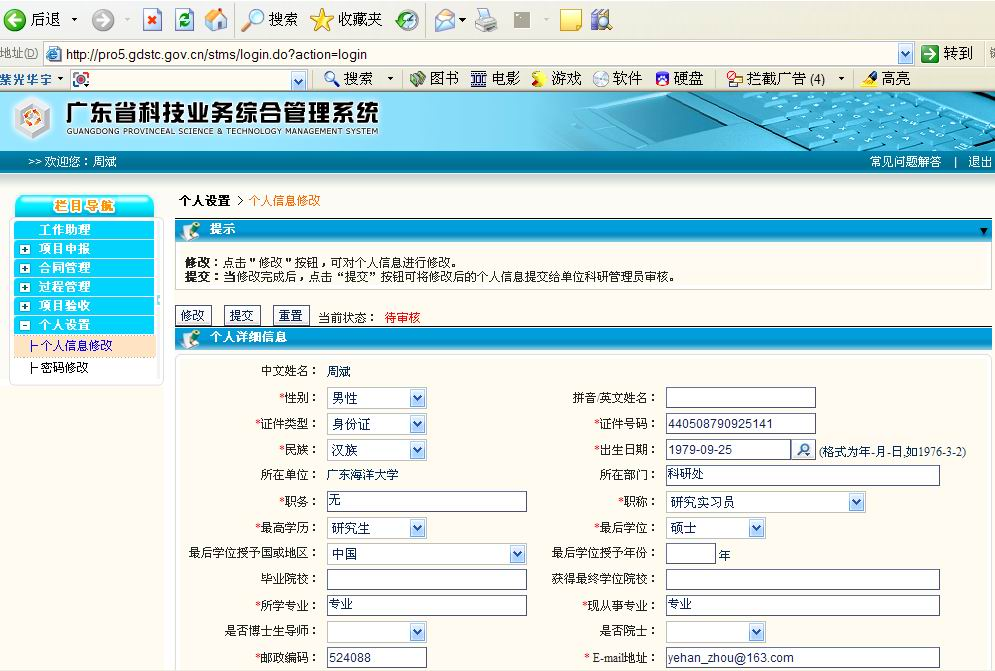 后退 搜索 收藏夹
地址(D) http://pro5.gdstc.gov.cn/stms/login.do?action=login 转到
紫光华宇 搜索 图书 电影 游戏 软件 硬盘 拦截广告 (4) 高亮
广东省科技业务综合管理系统
GUANGDONG PROVINCEAL SCIENCE & TECHNOLOGY MANAGEMENT SYSTEM
>> 欢迎您：周斌 常见问题解答 | 退出
栏目导航
工作助理
项目申报
合同管理
过程管理
项目验收
个人设置
├个人信息修改
├密码修改
个人设置 > 个人信息修改
提示
修改：点击"修改"按钮，可对个人信息进行修改。
提交：当修改完成后，点击“提交”按钮可将修改后的个人信息提交给单位科研管理员审核。
修改 提交 重置 当前状态： 待审核
个人详细信息
中文姓名： 周斌
*性别： 男性 拼音/英文姓名：
*证件类型： 身份证 *证件号码： 440508790925141
*民族： 汉族 *出生日期： 1979-09-25 (格式为年-月-日,如1976-3-2)
所在单位： 广东海洋大学 所在部门： 科研处
*职务： 无 *职称： 研究实习员
*最高学历： 研究生 *最后学位： 硕士
最后学位授予国或地区： 中国 最后学位授予年份： 年
毕业院校： 获得最终学位院校：
*所学专业： 专业 *现从事专业： 专业
是否博士生导师： 是否院士：
*邮政编码： 524088 * E-mail地址： yehan_zhou@163.com